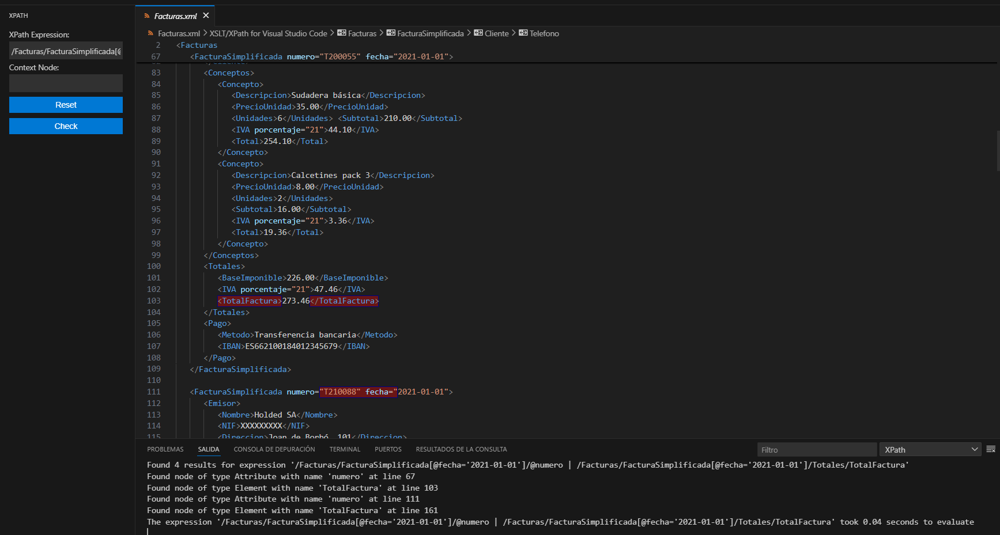 XPATH
XPath Expression:
/Facturas/FacturaSimplificada[@
Context Node:
Reset
Check
Facturas.xml
Facturas.xml > XSLT/XPath for Visual Studio Code > Facturas > FacturaSimplificada > Cliente > Telefono
2 <Facturas
67 <FacturaSimplificada numero="T200055" fecha="2021-01-01">
83 <Conceptos>
84 <Concepto>
85 <Descripcion>Sudadera básica</Descripcion>
86 <PrecioUnidad>35.00</PrecioUnidad>
87 <Unidades>6</Unidades> <Subtotal>210.00</Subtotal>
88 <IVA porcentaje="21">44.10</IVA>
89 <Total>254.10</Total>
90 </Concepto>
91 <Concepto>
92 <Descripcion>Calcetines pack 3</Descripcion>
93 <PrecioUnidad>8.00</PrecioUnidad>
94 <Unidades>2</Unidades>
95 <Subtotal>16.00</Subtotal>
96 <IVA porcentaje="21">3.36</IVA>
97 <Total>19.36</Total>
98 </Concepto>
99 </Conceptos>
100 <Totales>
101 <BaseImponible>226.00</BaseImponible>
102 <IVA porcentaje="21">47.46</IVA>
103 <TotalFactura>273.46</TotalFactura>
104 </Totales>
105 <Pago>
106 <Metodo>Transferencia bancaria</Metodo>
107 <IBAN>ES662100184012345679</IBAN>
108 </Pago>
109 </FacturaSimplificada>
110
111 <FacturaSimplificada numero="T210088" fecha="2021-01-01">
112 <Emisor>
113 <Nombre>Holded SA</Nombre>
114 <NIF>XXXXXXXXX</NIF>
115 <Direccion>Joan de Borbó, 101</Direccion>
PROBLEMAS SALIDA CONSOLA DE DEPURACIÓN TERMINAL PUERTOS RESULTADOS DE LA CONSULTA Filtro XPath
Found 4 results for expression '/Facturas/FacturaSimplificada[@fecha='2021-01-01']/@numero | /Facturas/FacturaSimplificada[@fecha='2021-01-01']/Totales/TotalFactura'
Found node of type Attribute with name 'numero' at line 67
Found node of type Element with name 'TotalFactura' at line 103
Found node of type Attribute with name 'numero' at line 111
Found node of type Element with name 'TotalFactura' at line 161
The expression '/Facturas/FacturaSimplificada[@fecha='2021-01-01']/@numero | /Facturas/FacturaSimplificada[@fecha='2021-01-01']/Totales/TotalFactura' took 0.04 seconds to evaluate